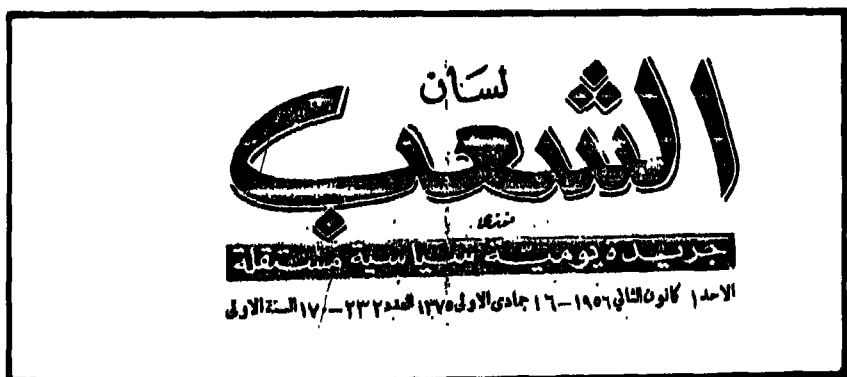 لسان
الشعب
جريدة يومية سياسية مستقلة
الاحد ١ كانون الثاني ١٩٥٦ - ١٦ جمادى الاولى ١٣٧٥ العدد ٢٣٢ - ١٧٠ السنة الاولى